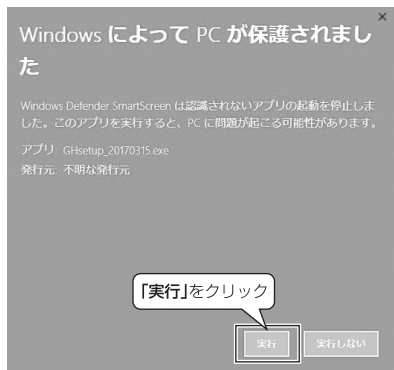 ×
Windows によって PC が保護されまし
た
Windows Defender SmartScreen は認識されないアプリの起動を停止しま
した。このアプリを実行すると、PC に問題が起こる可能性があります。
アプリ: GHsetup_20170315.exe
発行元: 不明な発行元
「実行」をクリック
実行 実行しない